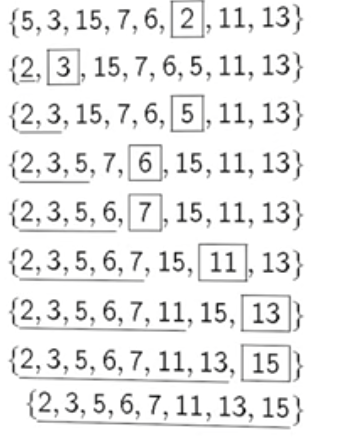 {5, 3, 15, 7, 6, 2, 11, 13}
{2, 3, 15, 7, 6, 5, 11, 13}
{2, 3, 15, 7, 6, 5, 11, 13}
{2, 3, 5, 7, 6, 15, 11, 13}
{2, 3, 5, 6, 7, 15, 11, 13}
{2, 3, 5, 6, 7, 15, 11, 13}
{2, 3, 5, 6, 7, 11, 15, 13}
{2, 3, 5, 6, 7, 11, 13, 15}
{2, 3, 5, 6, 7, 11, 13, 15}